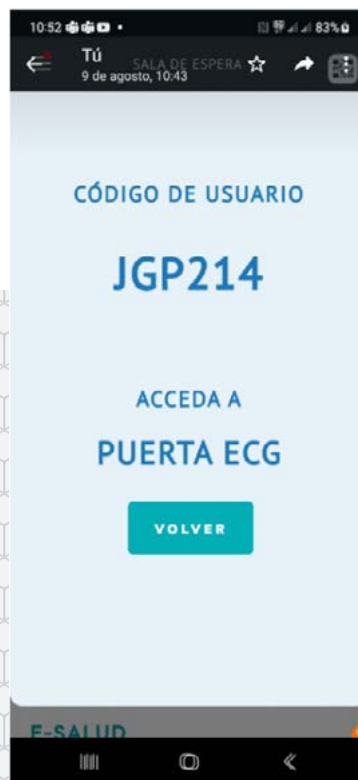 10:52 83%
Tú SALA DE ESPERA
9 de agosto, 10:43
CÓDIGO DE USUARIO
JGP214
ACCEDA A
PUERTA ECG
VOLVER
E-SALUD